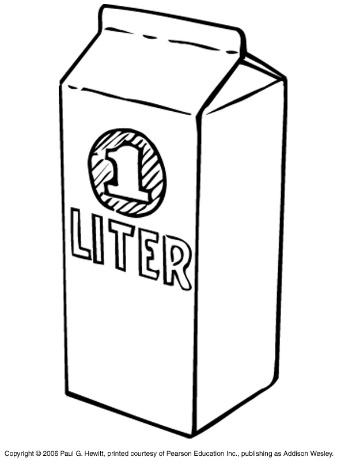 1
LITER
Copyright © 2006 Paul G. Hewitt, printed courtesy of Pearson Education Inc., publishing as Addison Wesley.